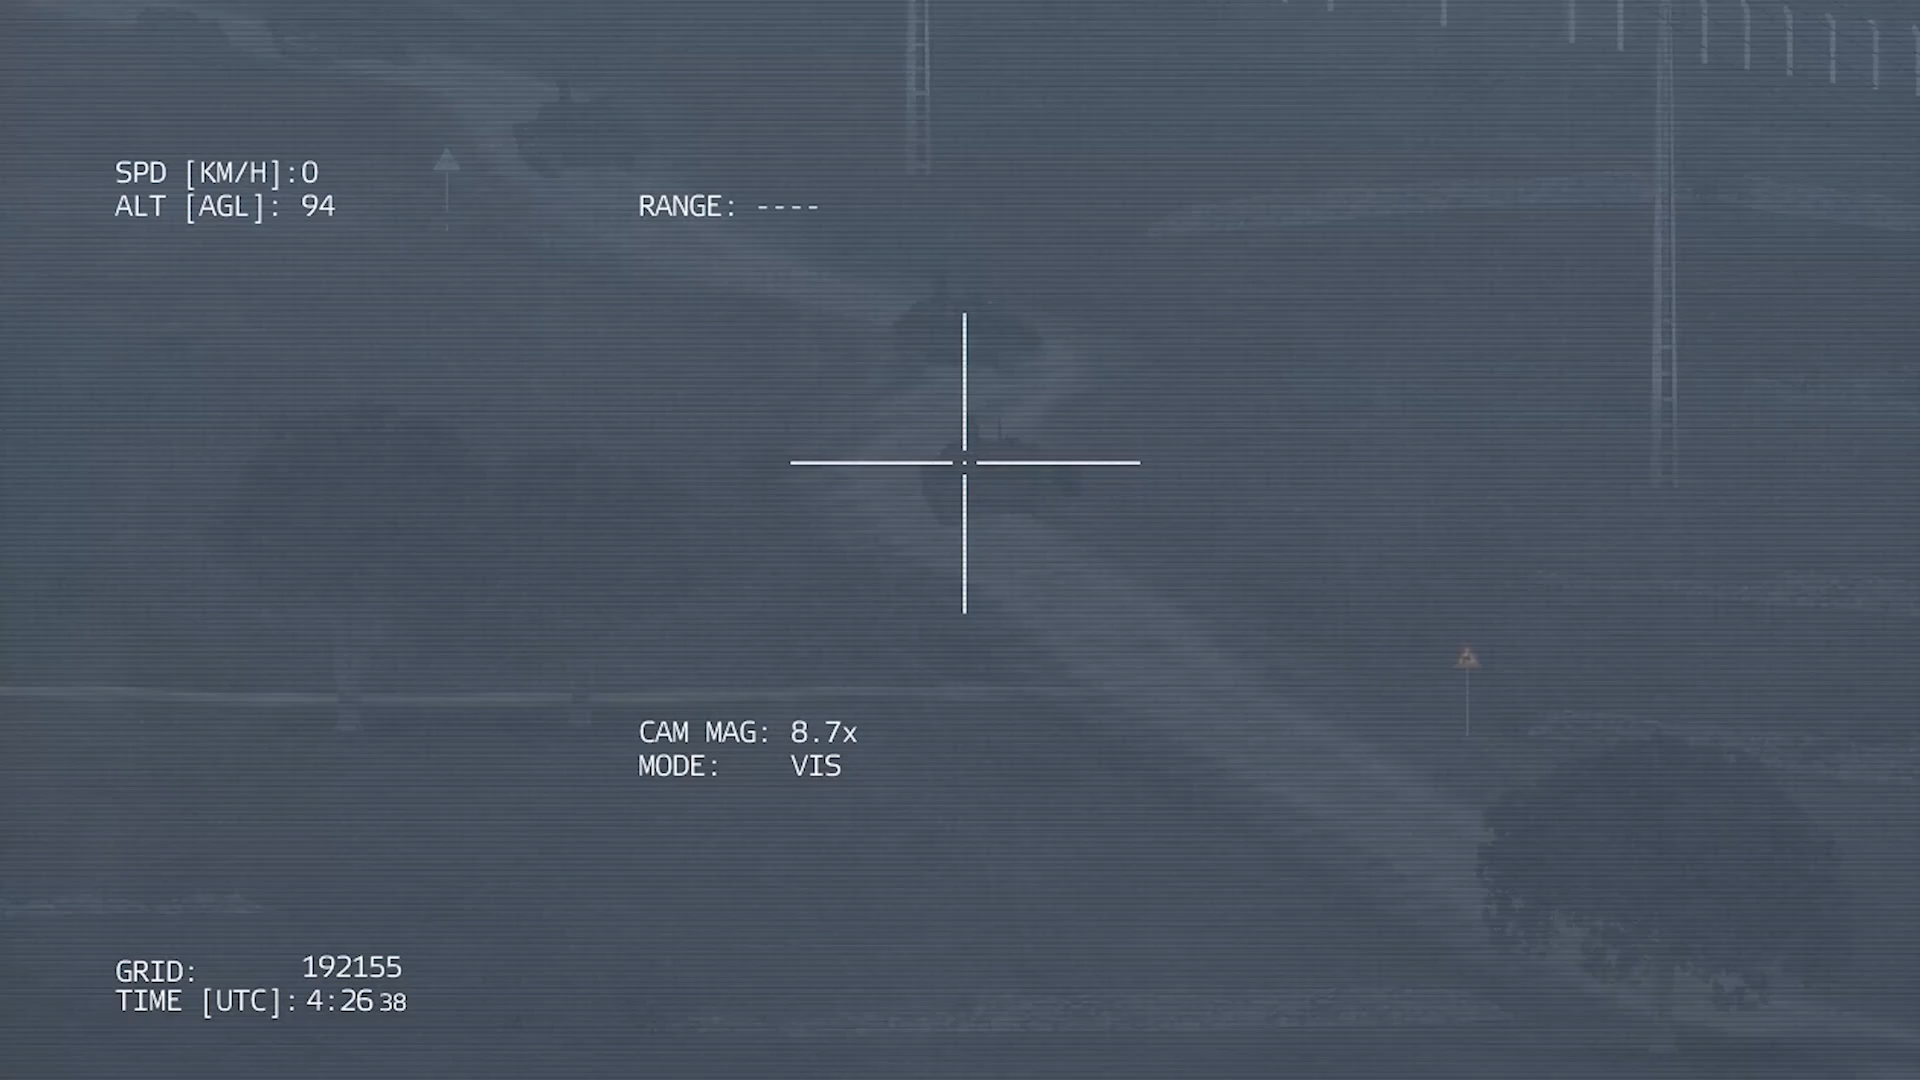 SPD [KM/H]:0
ALT [AGL]: 94
RANGE: ----
CAM MAG: 8.7x
MODE: VIS
GRID: 192155
TIME [UTC]: 4:26 38